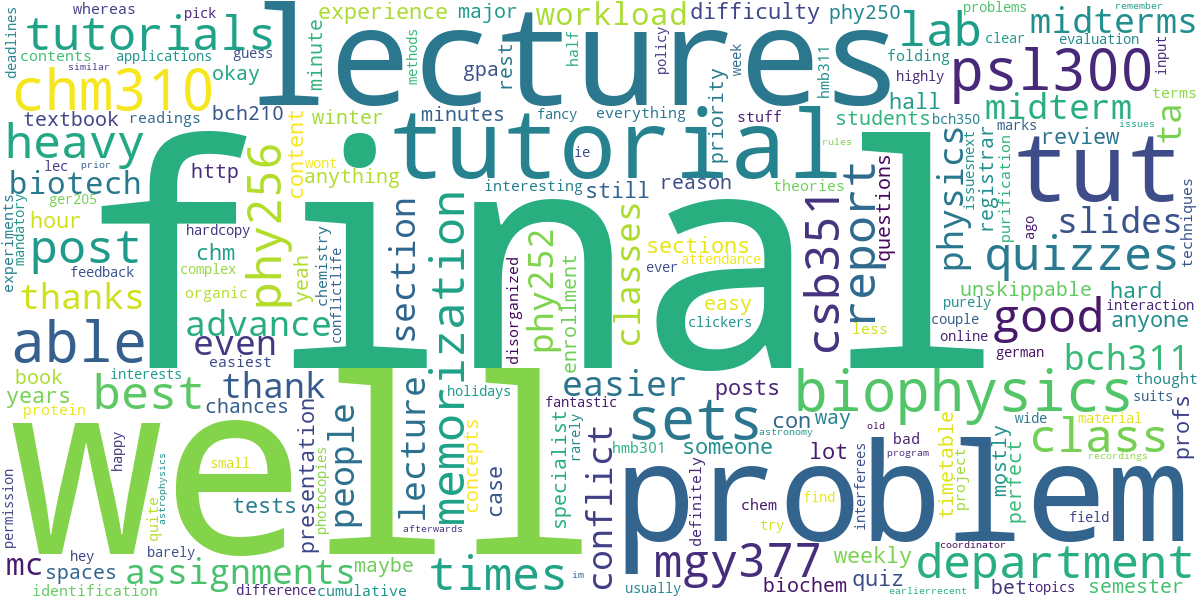 whereas
pick
deadlines
tutorials
contents
applications
guess
similar
okay
chm310
lectures
minute
experience
major
workload
difficulty
phy250
gpa
rest
methods
half
policy
week
hmb311
lab
problems
clear
remember
evaluation
midterms
folding
highly
input
psl300
textbook
readings
bch210
heavy
lec
prior
biotech
http
phy256
content
winter
wont
anything
minutes
fancy
everything
stuff
priority
hall
students
bch350
terms
marks
issues
midterm
ta
tutorial
ie
rules
review
physics
issuesnext
registrar
purification
ago
tut
techniques
interesting
still
reason
theories
ger205
hour
experiments
mandatory
post
feedback
hardcopy
chm
complex
organic
yeah
chemistry
conflictlife
section
memorization
disorganized
phy252
enrollment
classes
sections
attendance
ever
easy
clickers
csb351
report
questions
less
slides
quizzes
unskippable
hard
purely
interaction
couple
online
good
anyone
german
thanks
advance
able
even
easiest
final
book
years
interests
best
thank
chances
protein
holidays
easier
posts
fantastic
biophysics
bch311
thought
suits
well
happy
small
people
presentation
photocopies
lecture
concepts
case
specialist
rarely
conflict
hmb301
sets
someone
astronomy
con
way
lot
old
bad
program
wide
material
class
recordings
profs
timetable
project
mostly
perfect
permission
quite
astrophysics
tests
afterwards
definitely
chem
try
find
interferees
problem
field
mc
hey
spaces
barely
identification
assignments
difference
cumulative
maybe
times
im
usually
mgy377
biochem
weekly
quiz
earlierrecent
coordinator
department
bet
topics
semester